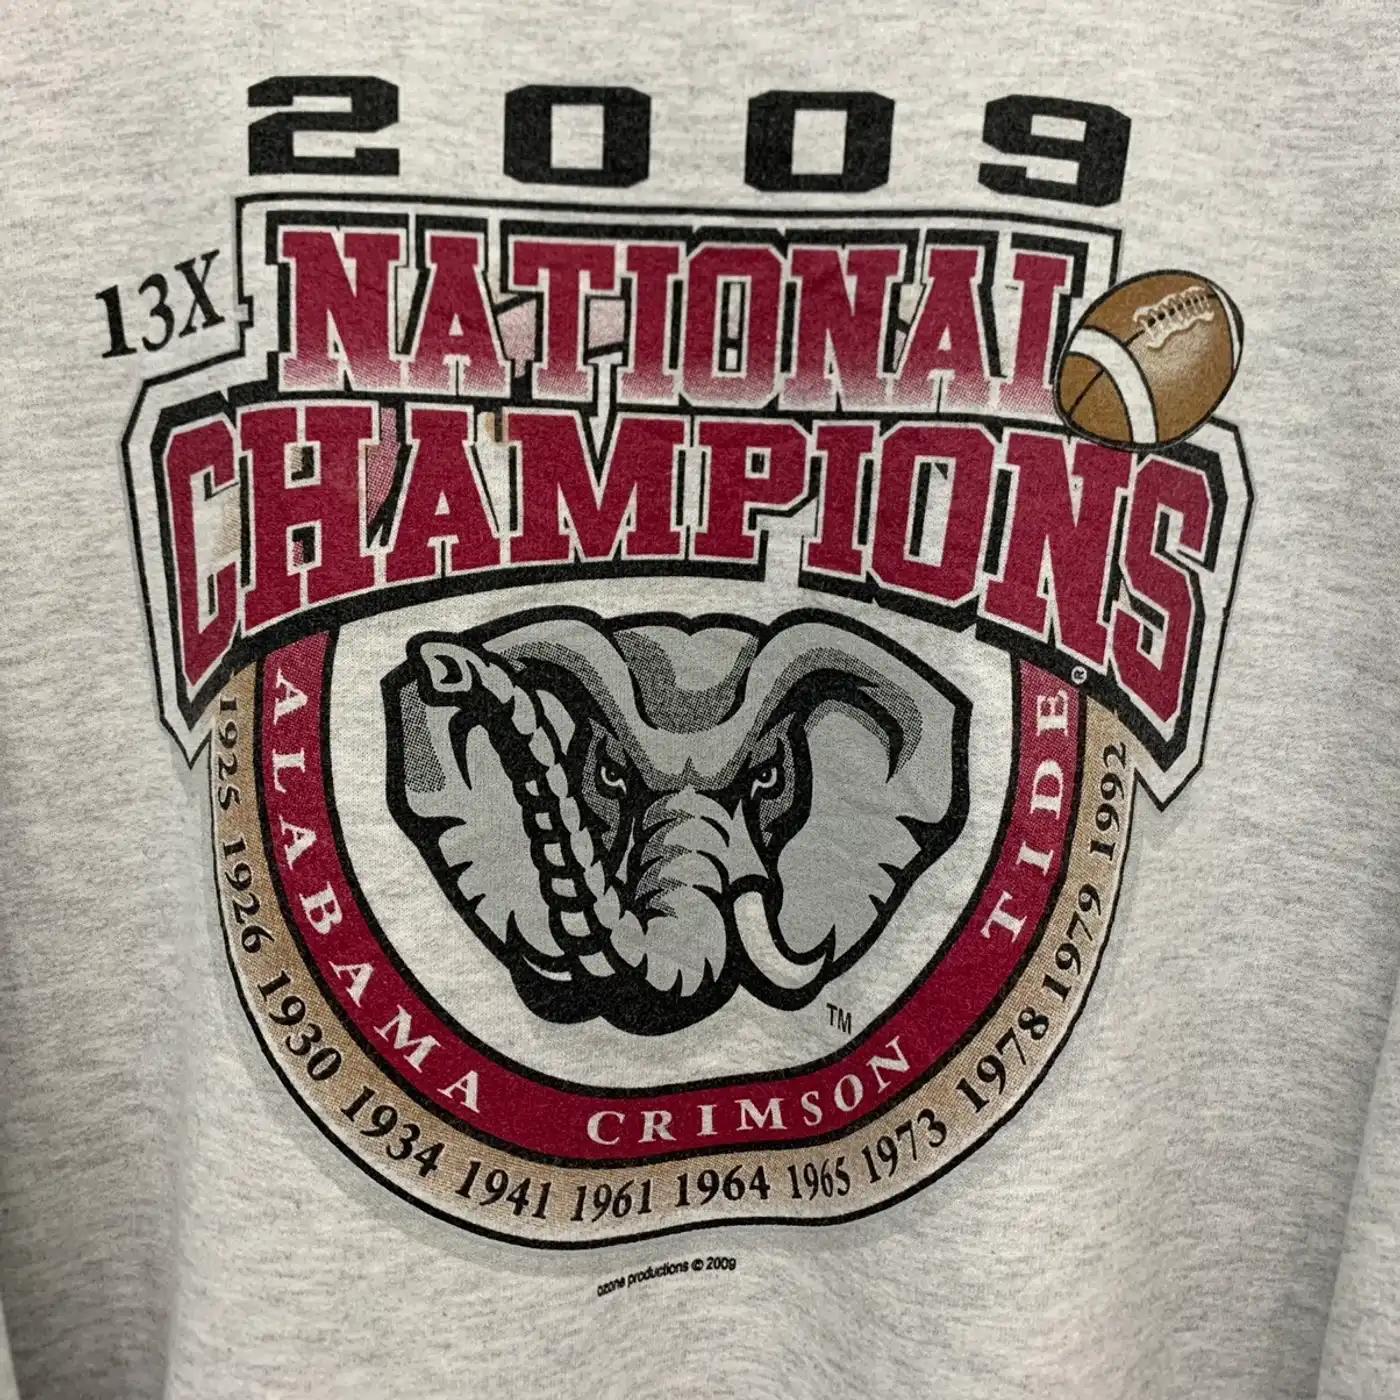 2009
13X
NATIONAL
CHAMPIONS
ALABAMA CRIMSON TIDE®
1925 1926 1930 1934 1941 1961 1964 1965 1973 1978 1979 1992
TM
ozone productions © 2009